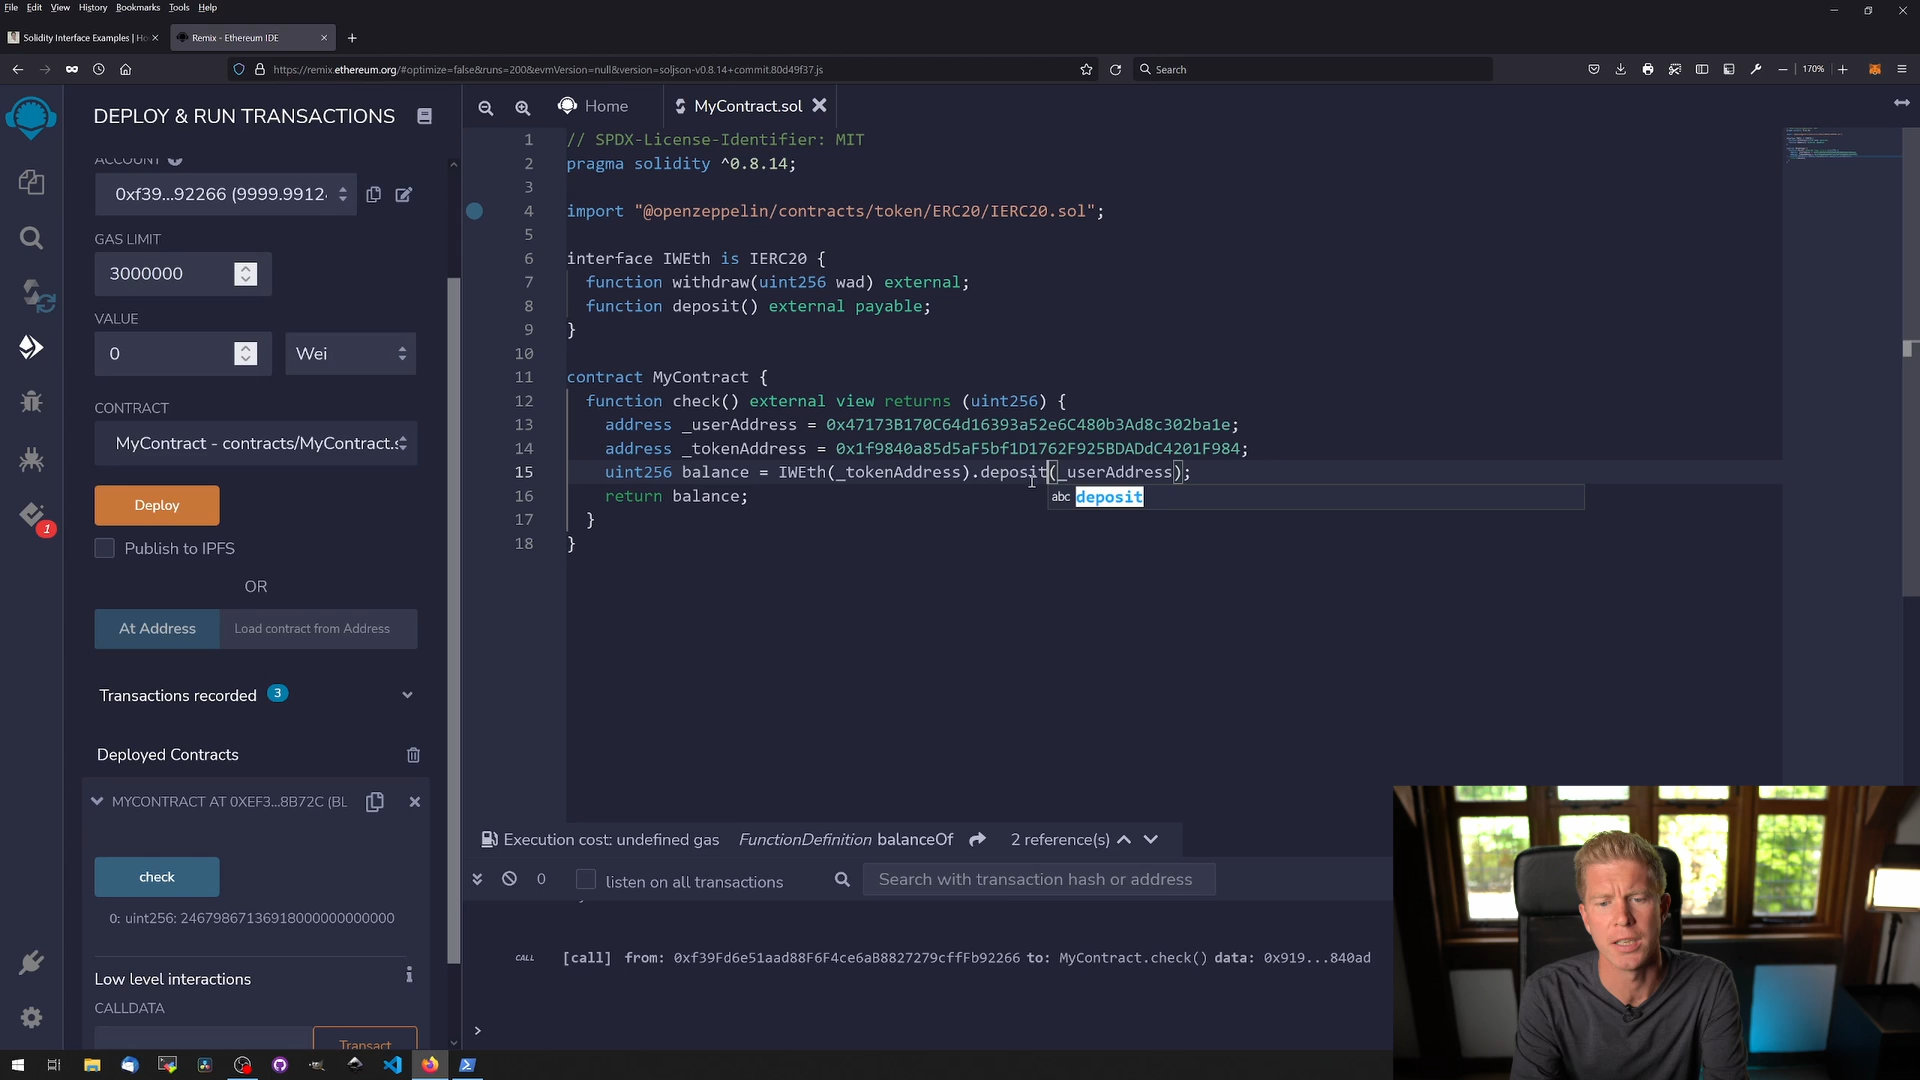 File Edit View History Bookmarks Tools Help
Solidity Interface Examples | Ho
Remix - Ethereum IDE
https://remix.ethereum.org/#optimize=false&runs=200&evmVersion=null&version=soljson-v0.8.14+commit.80d49f37.js
Search
170%
DEPLOY & RUN TRANSACTIONS
ACCOUNT
0xf39...92266 (9999.9912
GAS LIMIT
3000000
VALUE
0
Wei
CONTRACT
MyContract - contracts/MyContract.s
Deploy
Publish to IPFS
OR
At Address
Load contract from Address
Transactions recorded 3
Deployed Contracts
MYCONTRACT AT 0XEF3...8B72C (BL
check
0: uint256: 24679867136918000000000000
Low level interactions
CALLDATA
Transact
1
Home
MyContract.sol
1 // SPDX-License-Identifier: MIT
2 pragma solidity ^0.8.14;
3
4 import "@openzeppelin/contracts/token/ERC20/IERC20.sol";
5
6 interface IWEth is IERC20 {
7 function withdraw(uint256 wad) external;
8 function deposit() external payable;
9 }
10
11 contract MyContract {
12 function check() external view returns (uint256) {
13 address _userAddress = 0x47173B170C64d16393a52e6C480b3Ad8c302ba1e;
14 address _tokenAddress = 0x1f9840a85d5aF5bf1D1762F925BDADdC4201F984;
15 uint256 balance = IWEth(_tokenAddress).deposit(_userAddress);
abc deposit
16 return balance;
17 }
18 }
Execution cost: undefined gas FunctionDefinition balanceOf 2 reference(s)
0 listen on all transactions Search with transaction hash or address
CALL [call] from: 0xf39Fd6e51aad88F6F4ce6aB8827279cffFb92266 to: MyContract.check() data: 0x919...840ad
>